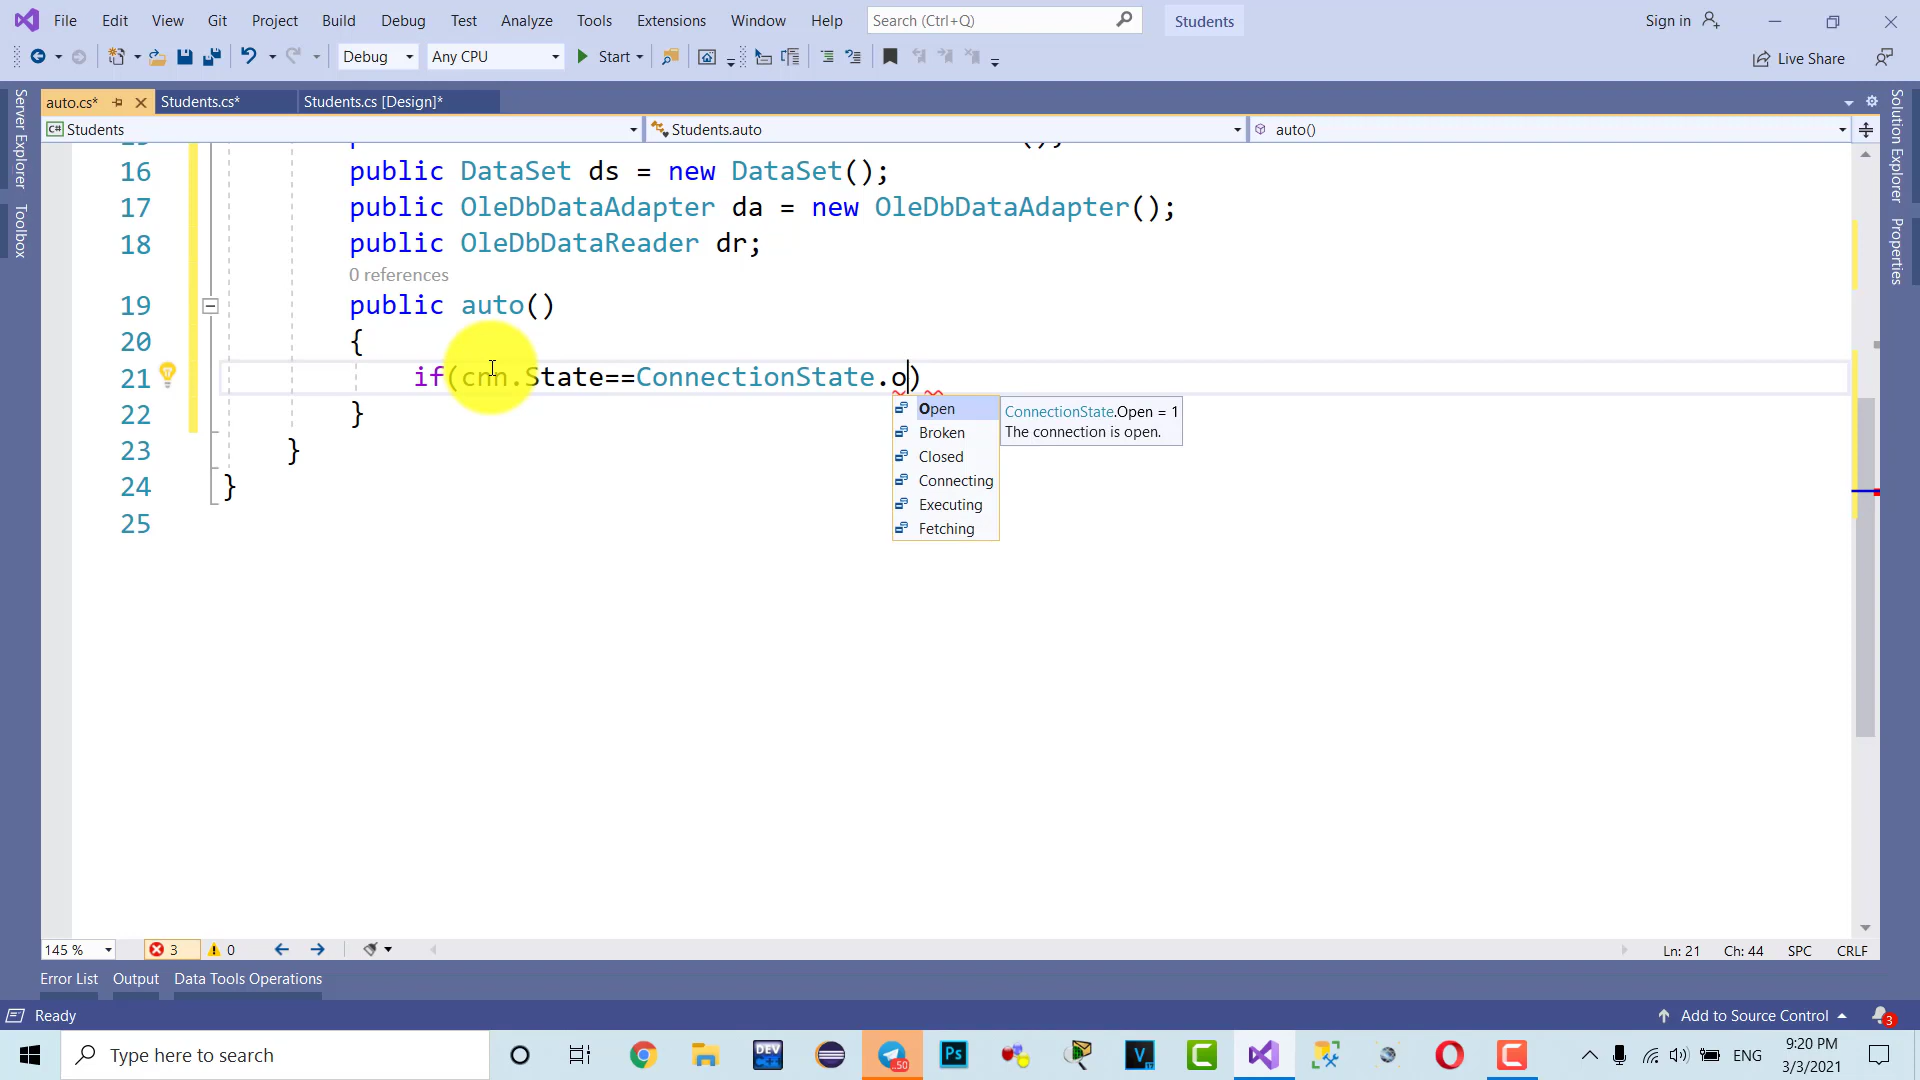 File Edit View Git Project Build Debug Test Analyze Tools Extensions Window Help Search (Ctrl+Q) Students Sign in
Debug Any CPU Start Live Share
auto.cs* Students.cs* Students.cs [Design]*
Students Students.auto auto()
Server Explorer
Toolbox
Solution Explorer
Properties
16 public DataSet ds = new DataSet();
17 public OleDbDataAdapter da = new OleDbDataAdapter();
18 public OleDbDataReader dr;
0 references
19 public auto()
20 {
21 if(cnn.State==ConnectionState.o)
22 }
23 }
24 }
25
Open
Broken
Closed
Connecting
Executing
Fetching
ConnectionState.Open = 1
The connection is open.
145 % 3 0 Ln: 21 Ch: 44 SPC CRLF
Error List Output Data Tools Operations
Ready Add to Source Control 3
Type here to search DEV C++ .50 Ps V C C ENG 9:20 PM
3/3/2021